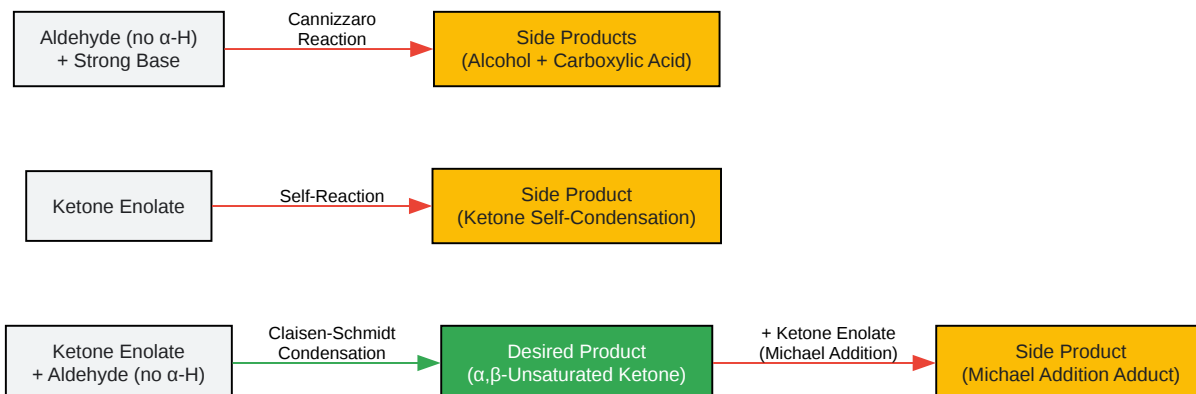 Aldehyde (no α-H)
+ Strong Base
Cannizzaro
Reaction
Side Products
(Alcohol + Carboxylic Acid)
Ketone Enolate
Self-Reaction
Side Product
(Ketone Self-Condensation)
Ketone Enolate
+ Aldehyde (no α-H)
Claisen-Schmidt
Condensation
Desired Product
(α,β-Unsaturated Ketone)
+ Ketone Enolate
(Michael Addition)
Side Product
(Michael Addition Adduct)